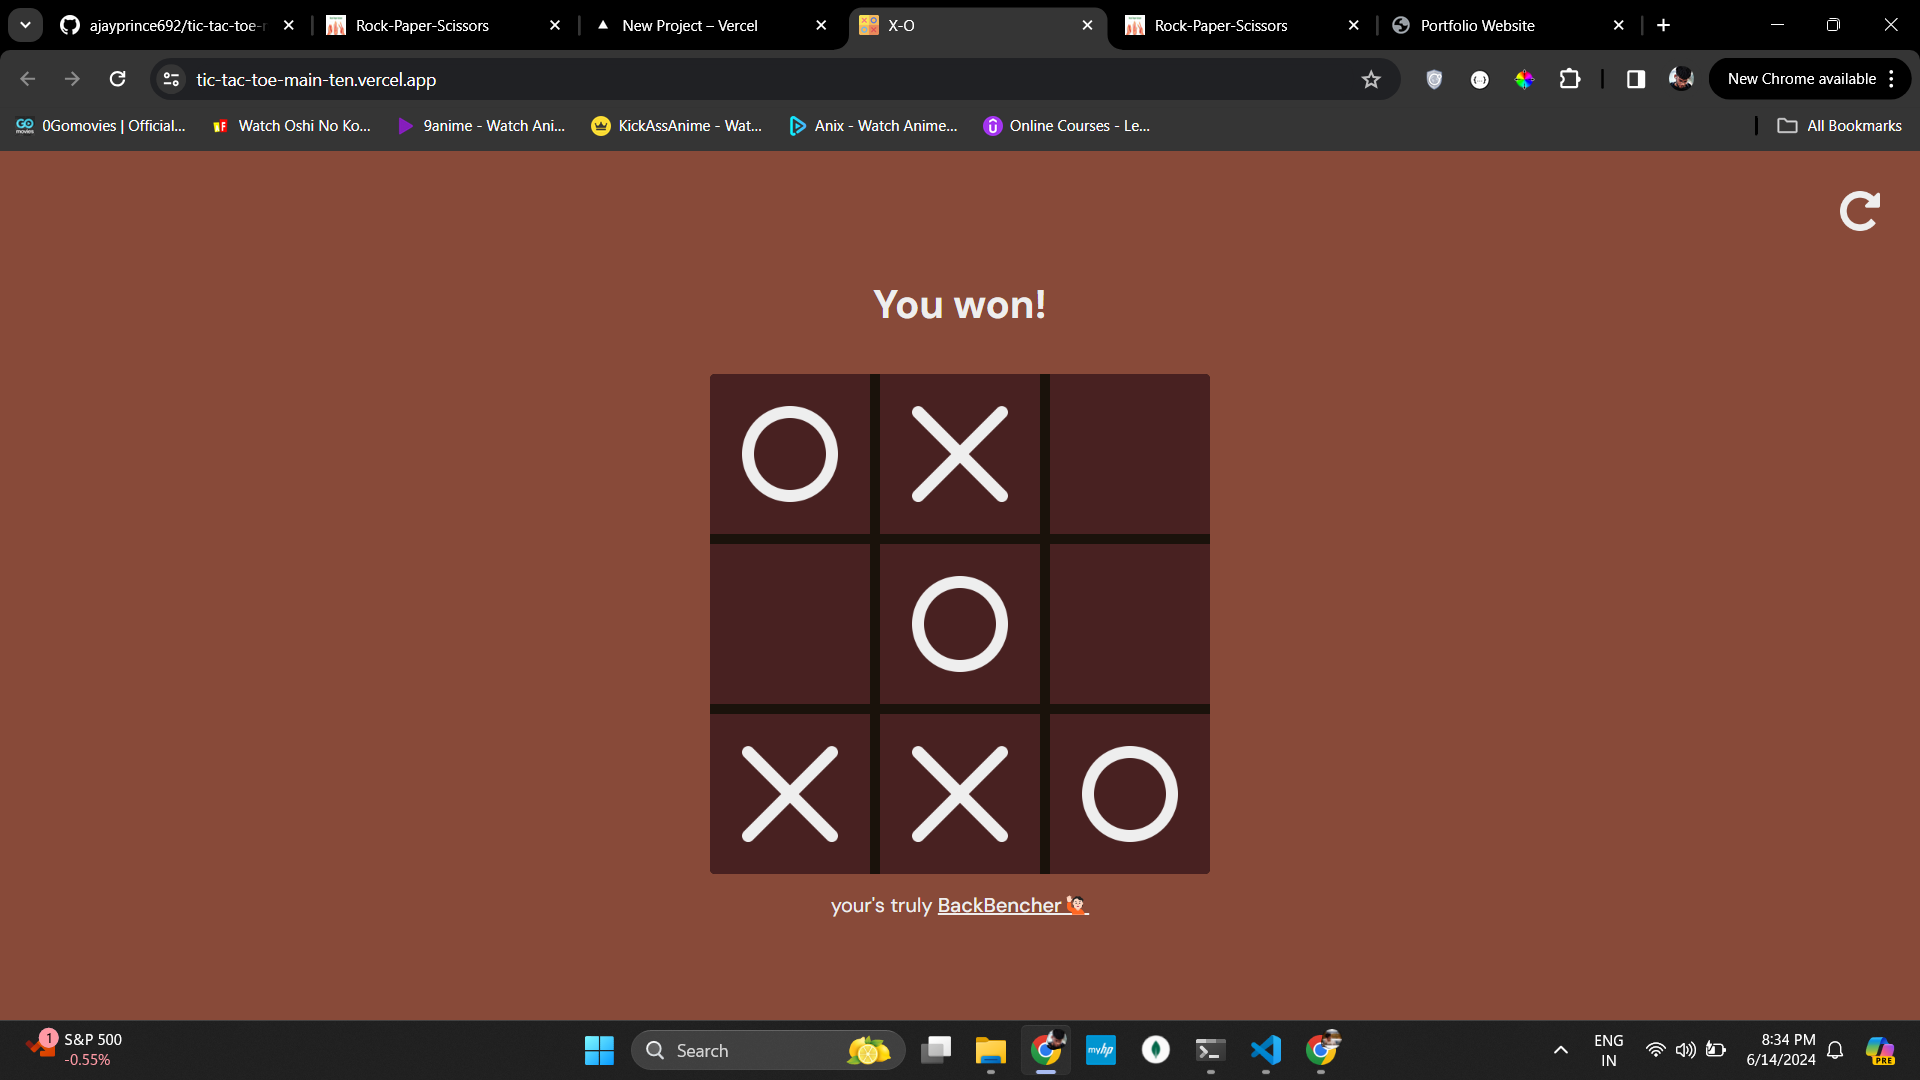 ajayprince692/tic-tac-toe-
Rock-Paper-Scissors
New Project – Vercel
X-O
Rock-Paper-Scissors
Portfolio Website
tic-tac-toe-main-ten.vercel.app
New Chrome available
0Gomovies | Official...
Watch Oshi No Ko...
9anime - Watch Ani...
KickAssAnime - Wat...
Anix - Watch Anime...
Online Courses - Le...
All Bookmarks
You won!
O X
O
X X O
your's truly BackBencher
1
S&P 500
-0.55%
Search
myhp
ENG
IN
8:34 PM
6/14/2024
PRE